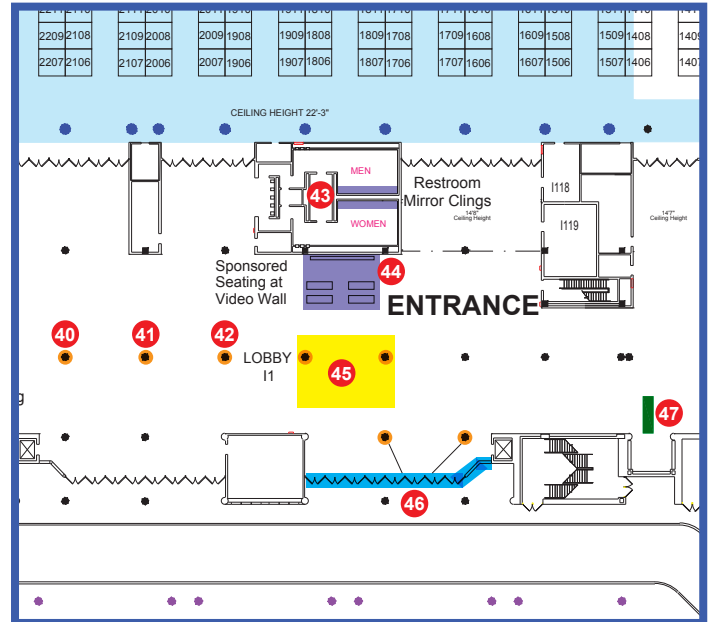 2209 2108 2109 2008 2009 1908 1909 1808 1809 1708 1709 1608 1609 1508 1509 1408 1409
2207 2106 2107 2006 2007 1906 1907 1806 1807 1706 1707 1606 1607 1506 1507 1406 1407
CEILING HEIGHT 22'-3"
MEN
43
WOMEN
Restroom
Mirror Clings
14'8"
Ceiling Height
I118
I119
14'7"
Ceiling Height
Sponsored
Seating at
Video Wall
44
ENTRANCE
40
41
42
LOBBY
I1
45
47
g
46